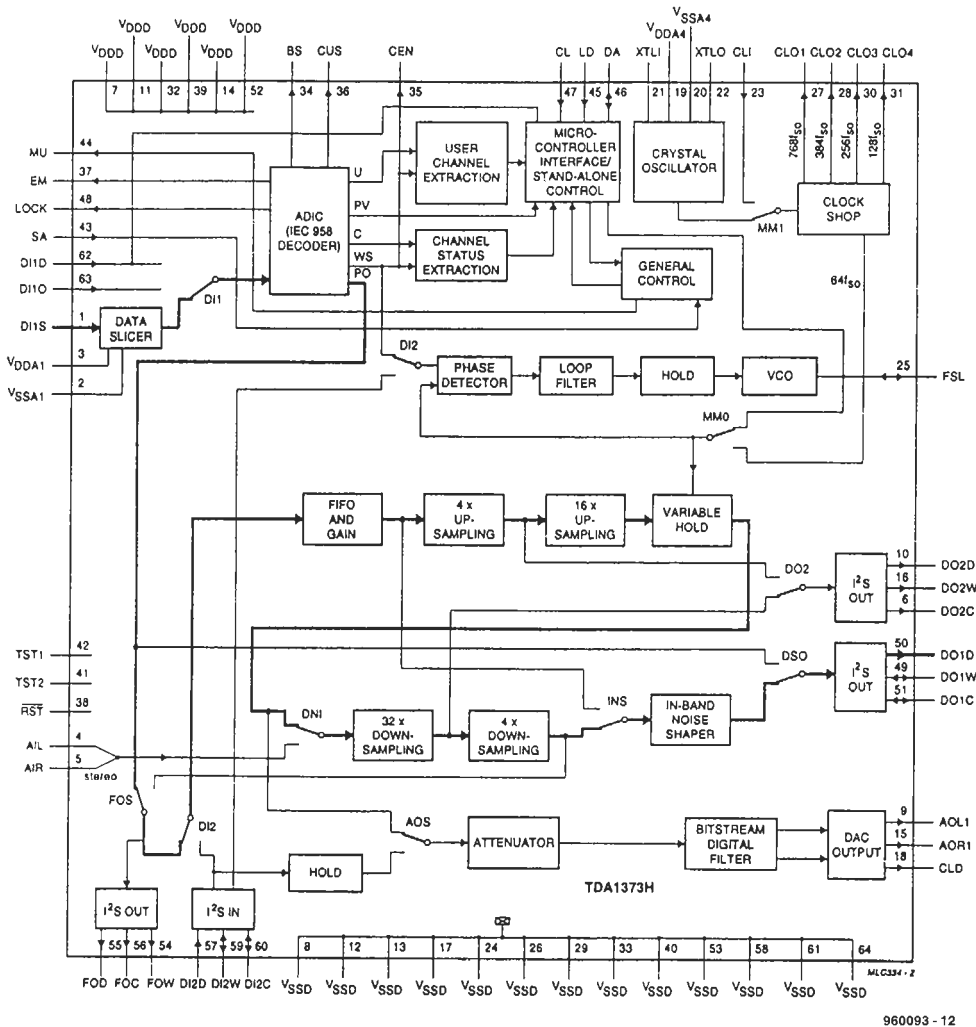 VSSA4
VDDD VDDD VDDD VDDA4
VDDD VDDD VDDD BS CUS CEN CL LD DA XTLI XTLO CLI CLO1 CLO2 CLO3 CLO4
7 11 32 39 14 52 34 36 35 47 45 46 21 19 20 22 23 27 28 30 31
768fso 384fso 256fso 128fso
MU 44
EM 37
LOCK 48
SA 43
DI1D 62
DI1O 63
DI1S 1
VDDA1 3
VSSA1 2
DATA SLICER
DI1
ADIC (IEC 958 DECODER)
U
PV
C
WS
PO
USER CHANNEL EXTRACTION
CHANNEL STATUS EXTRACTION
MICRO-CONTROLLER INTERFACE/ STAND-ALONE CONTROL
CRYSTAL OSCILLATOR
MM1
CLOCK SHOP
GENERAL CONTROL
64fso
DI2
PHASE DETECTOR
LOOP FILTER
HOLD
VCO
25 FSL
MM0
FIFO AND GAIN
4 x UP-SAMPLING
16 x UP-SAMPLING
VARIABLE HOLD
DO2
I2S OUT
10 DO2D
16 DO2W
6 DO2C
TST1 42
TST2 41
RST 38
AIL 4
AIR 5
stereo
DSO
I2S OUT
50 DO1D
49 DO1W
51 DO1C
DN1
32 x DOWN-SAMPLING
4 x DOWN-SAMPLING
INS
IN-BAND NOISE SHAPER
FOS
DI2
AOS
ATTENUATOR
BITSTREAM DIGITAL FILTER
DAC OUTPUT
9 AOL1
15 AOR1
18 CLD
HOLD
TDA1373H
I2S OUT
I2S IN
55 56 54 57 59 60 8 12 13 17 24 26 29 33 40 53 58 61 64
MLC334 - 2
FOD FOC FOW DI2D DI2W DI2C VSSD VSSD VSSD VSSD VSSD VSSD VSSD VSSD VSSD VSSD VSSD VSSD VSSD
960093 - 12